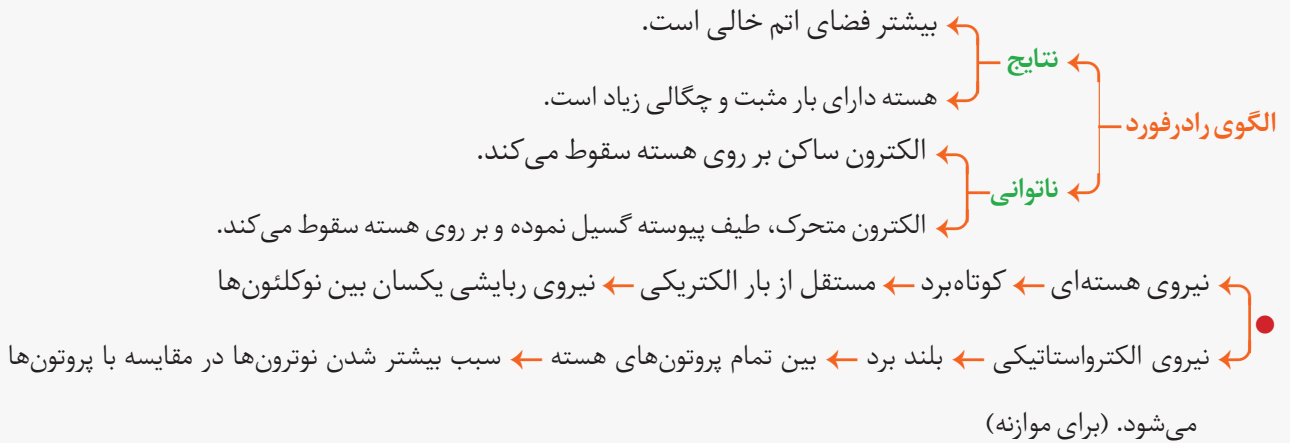 بیشتر فضای اتم خالی است.
نتایج
هسته دارای بار مثبت و چگالی زیاد است.
الگوی رادرفورد
الکترون ساکن بر روی هسته سقوط می‌کند.
ناتوانی
الکترون متحرک، طیف پیوسته گسیل نموده و بر روی هسته سقوط می‌کند.
نیروی هسته‌ای ← کوتاه‌برد ← مستقل از بار الکتریکی ← نیروی ربایشی یکسان بین نوکلئون‌ها
نیروی الکترواستاتیکی ← بلند برد ← بین تمام پروتون‌های هسته ← سبب بیشتر شدن نوترون‌ها در مقایسه با پروتون‌ها
می‌شود. (برای موازنه)